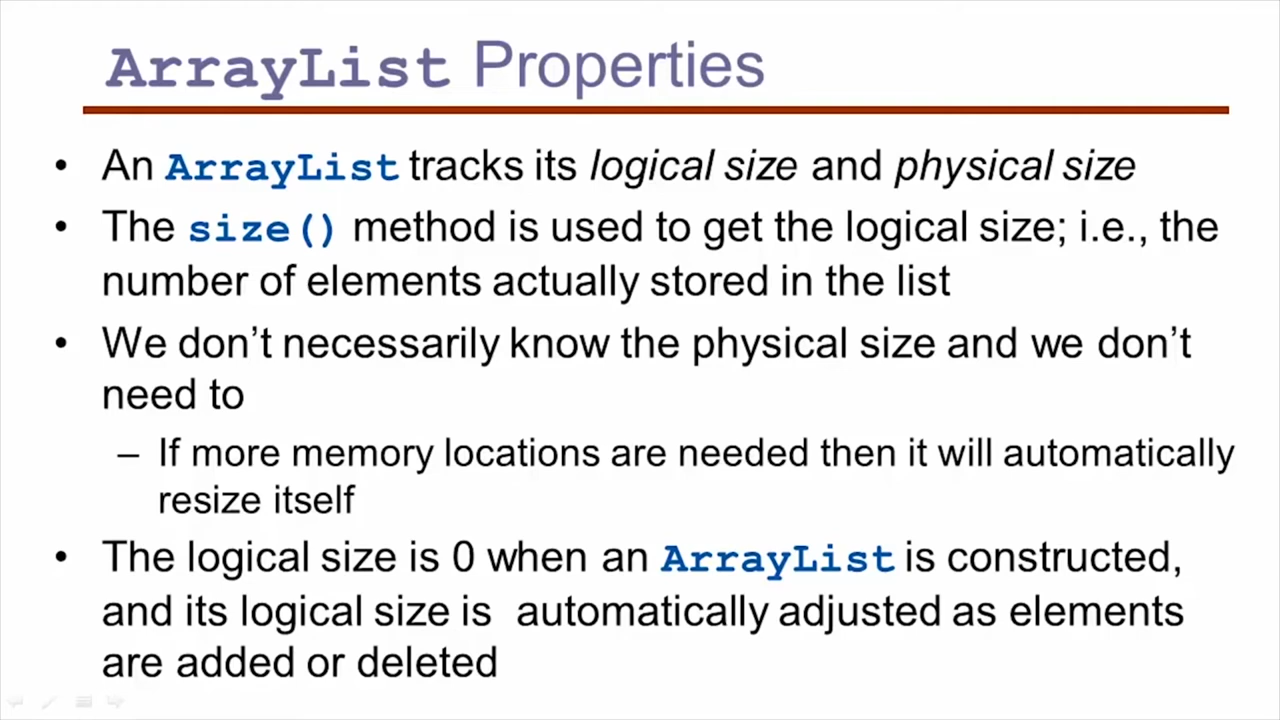 ArrayList Properties
• An ArrayList tracks its logical size and physical size
• The size() method is used to get the logical size; i.e., the
number of elements actually stored in the list
• We don’t necessarily know the physical size and we don’t
need to
– If more memory locations are needed then it will automatically
resize itself
• The logical size is 0 when an ArrayList is constructed,
and its logical size is  automatically adjusted as elements
are added or deleted